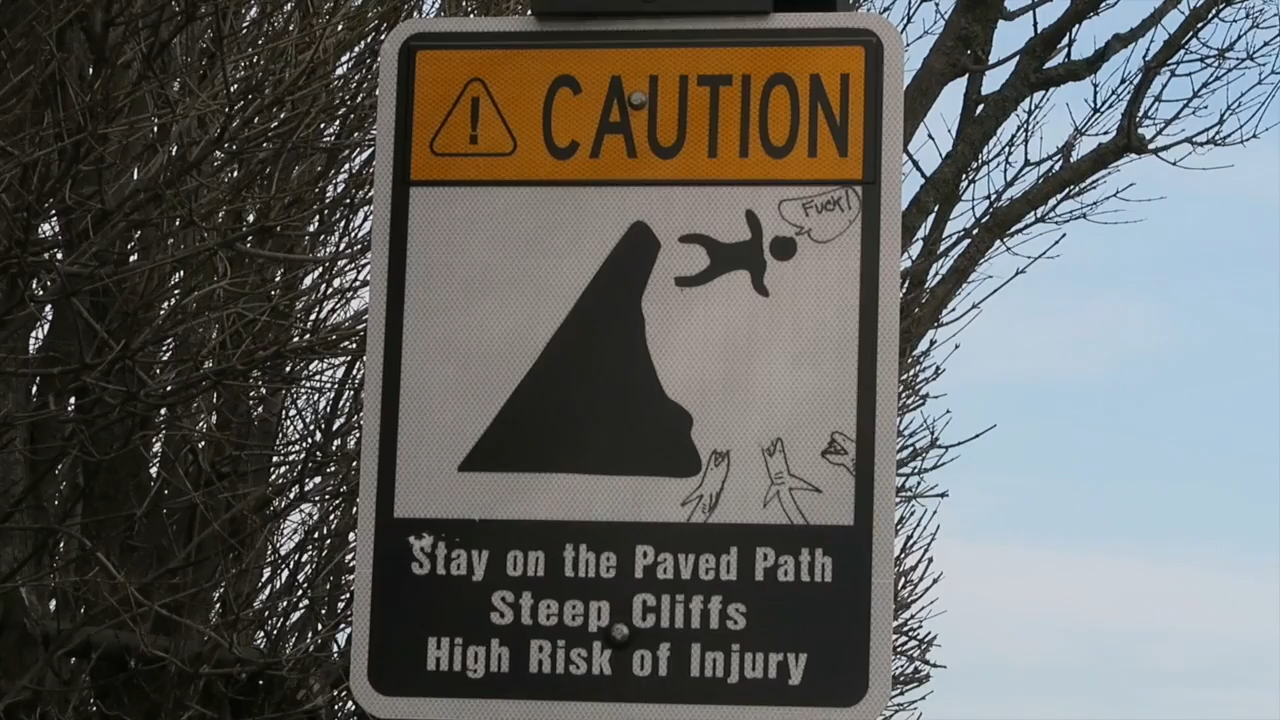 ! CAUTION
Fuck!
Stay on the Paved Path
Steep Cliffs
High Risk of Injury